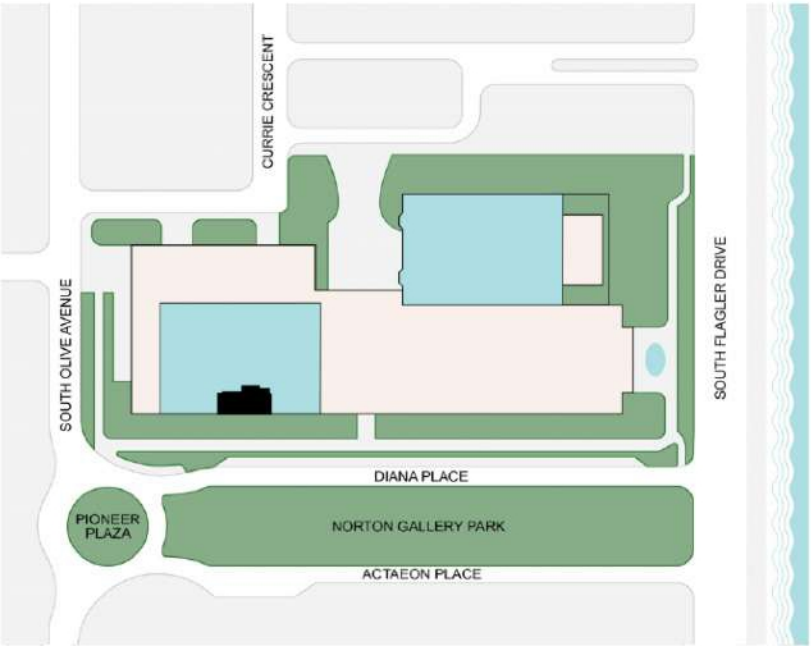 CURRIE CRESCENT
SOUTH OLIVE AVENUE
SOUTH FLAGLER DRIVE
DIANA PLACE
PIONEER
PLAZA
NORTON GALLERY PARK
ACTAEON PLACE